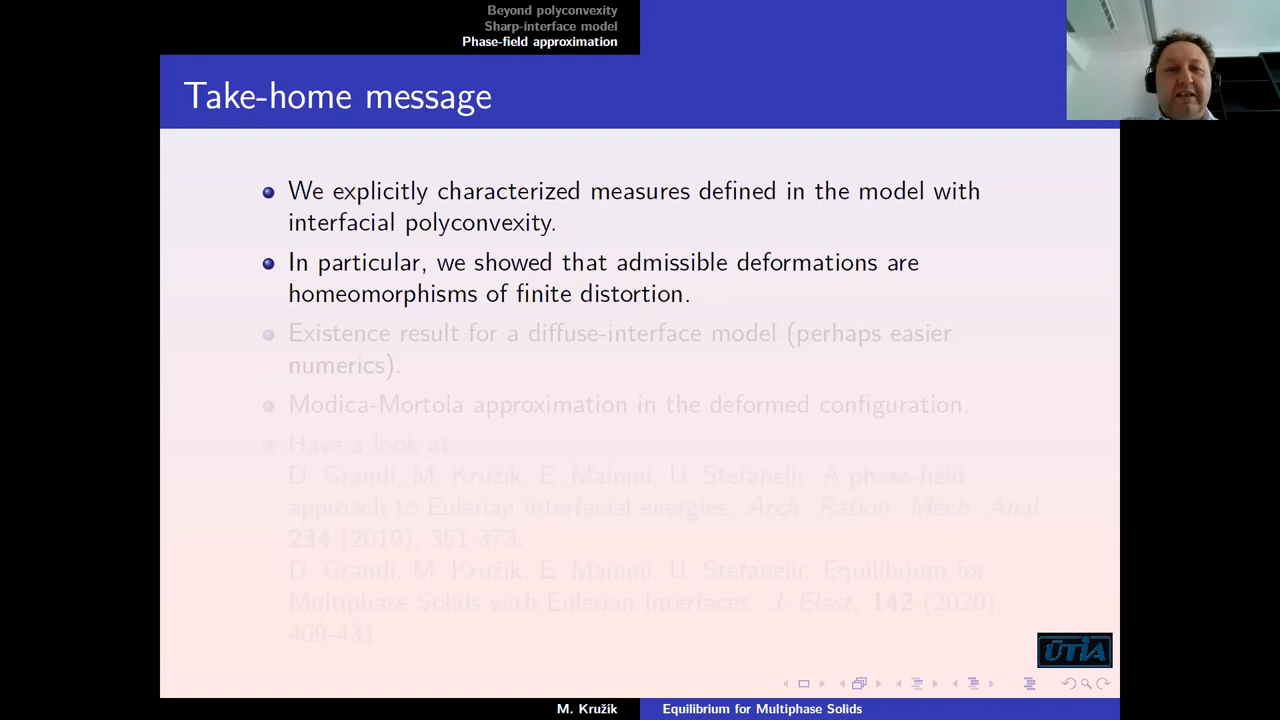 Beyond polyconvexity
Sharp-interface model
Phase-field approximation
Take-home message
We explicitly characterized measures defined in the model with
interfacial polyconvexity.
In particular, we showed that admissible deformations are
homeomorphisms of finite distortion.
Existence result for a diffuse-interface model (perhaps easier
numerics).
Modica-Mortola approximation in the deformed configuration.
Have a look at
D. Grandi, M. Kružík, E. Mainini, U. Stefanelli: A phase-field
approach to Eulerian interfacial energies. Arch. Ration. Mech. Anal.
234 (2019), 351-373.
D. Grandi, M. Kružík, E. Mainini, U. Stefanelli: Equilibrium for
Multiphase Solids with Eulerian Interfaces. J. Elast. 142 (2020),
409-431.
ÚTIA
M. Kružík
Equilibrium for Multiphase Solids